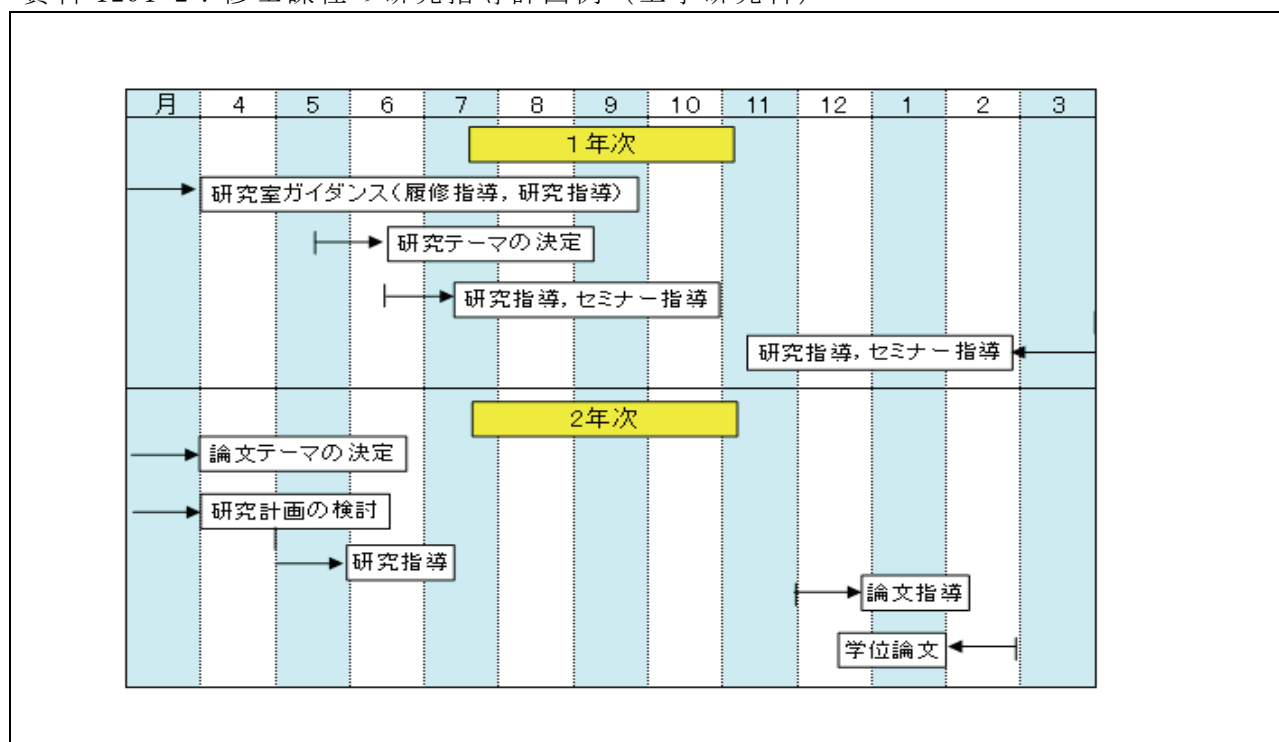 月 4 5 6 7 8 9 10 11 12 1 2 3
1年次
研究室ガイダンス(履修指導,研究指導)
研究テーマの決定
研究指導,セミナー指導
研究指導,セミナー指導
2年次
論文テーマの決定
研究計画の検討
研究指導
論文指導
学位論文